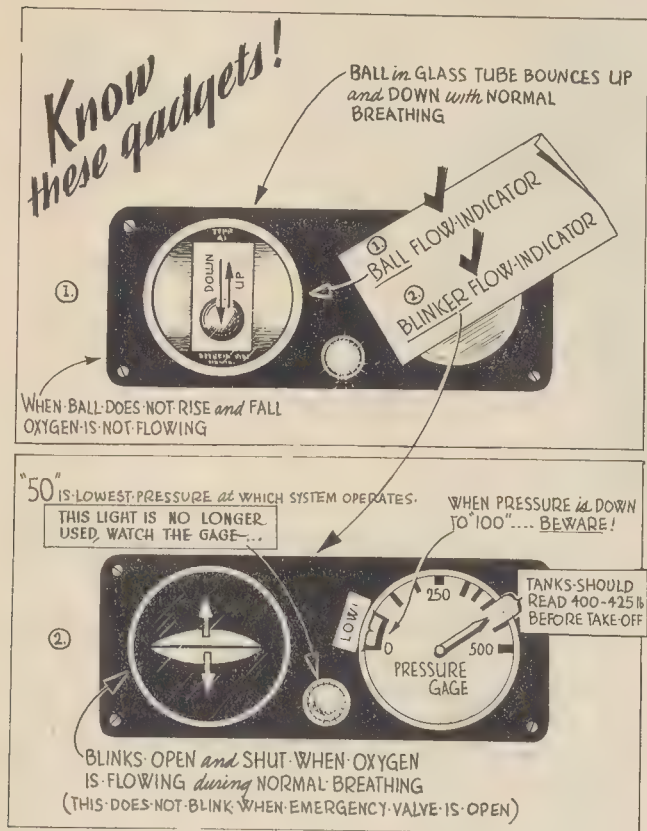 Know
these gadgets!
BALL in GLASS TUBE BOUNCES UP
and DOWN with NORMAL
BREATHING
1.
TYPE
A1
DOWN
UP
1.
BALL FLOW-INDICATOR
2.
BLINKER FLOW-INDICATOR
WHEN·BALL·DOES·NOT·RISE and FALL
OXYGEN·IS·NOT·FLOWING
"50" IS·LOWEST·PRESSURE at WHICH SYSTEM OPERATES.
THIS LIGHT IS NO LONGER
USED, WATCH THE GAGE-...
WHEN PRESSURE is DOWN
TO "100".... BEWARE!
2.
LOW!
0
250
500
PRESSURE
GAGE
TANKS·SHOULD
READ 400-425 lb
BEFORE TAKE·OFF
BLINKS·OPEN and SHUT·WHEN·OXYGEN
IS·FLOWING during NORMAL·BREATHING
(THIS·DOES·NOT·BLINK·WHEN·EMERGENCY·VALVE·IS·OPEN)